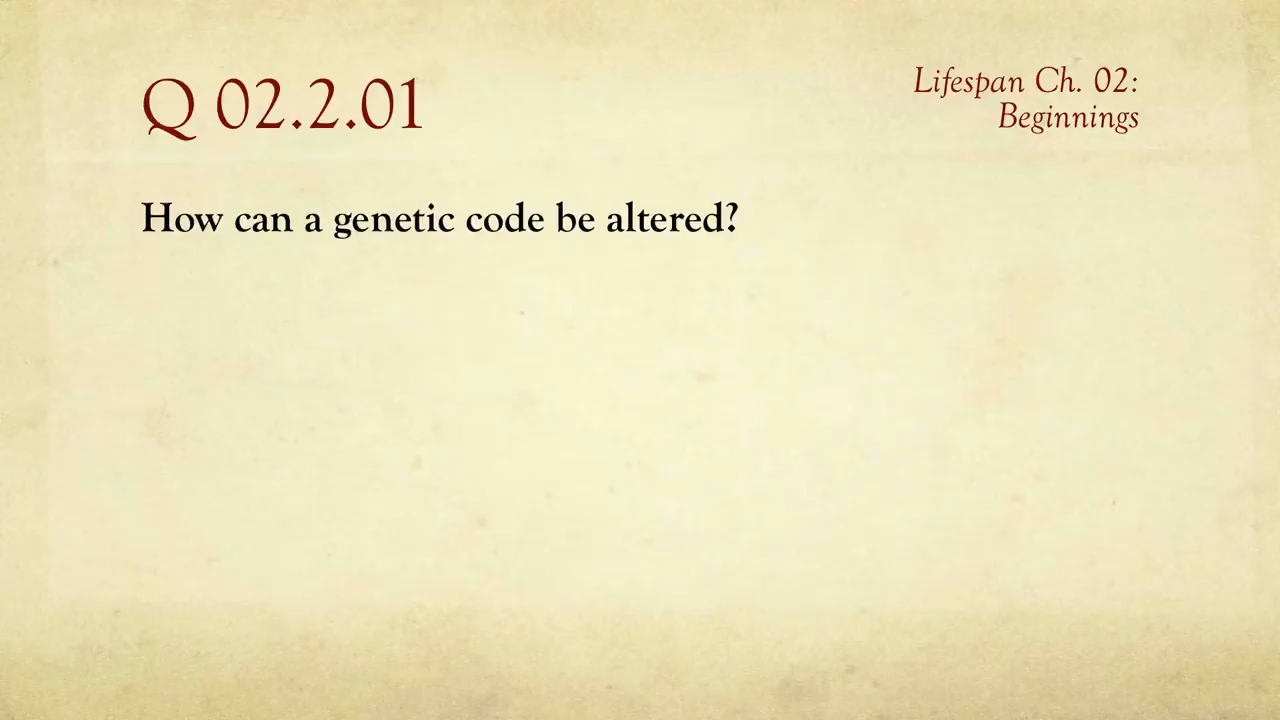 Q 02.2.01
Lifespan Ch. 02:
Beginnings
How can a genetic code be altered?